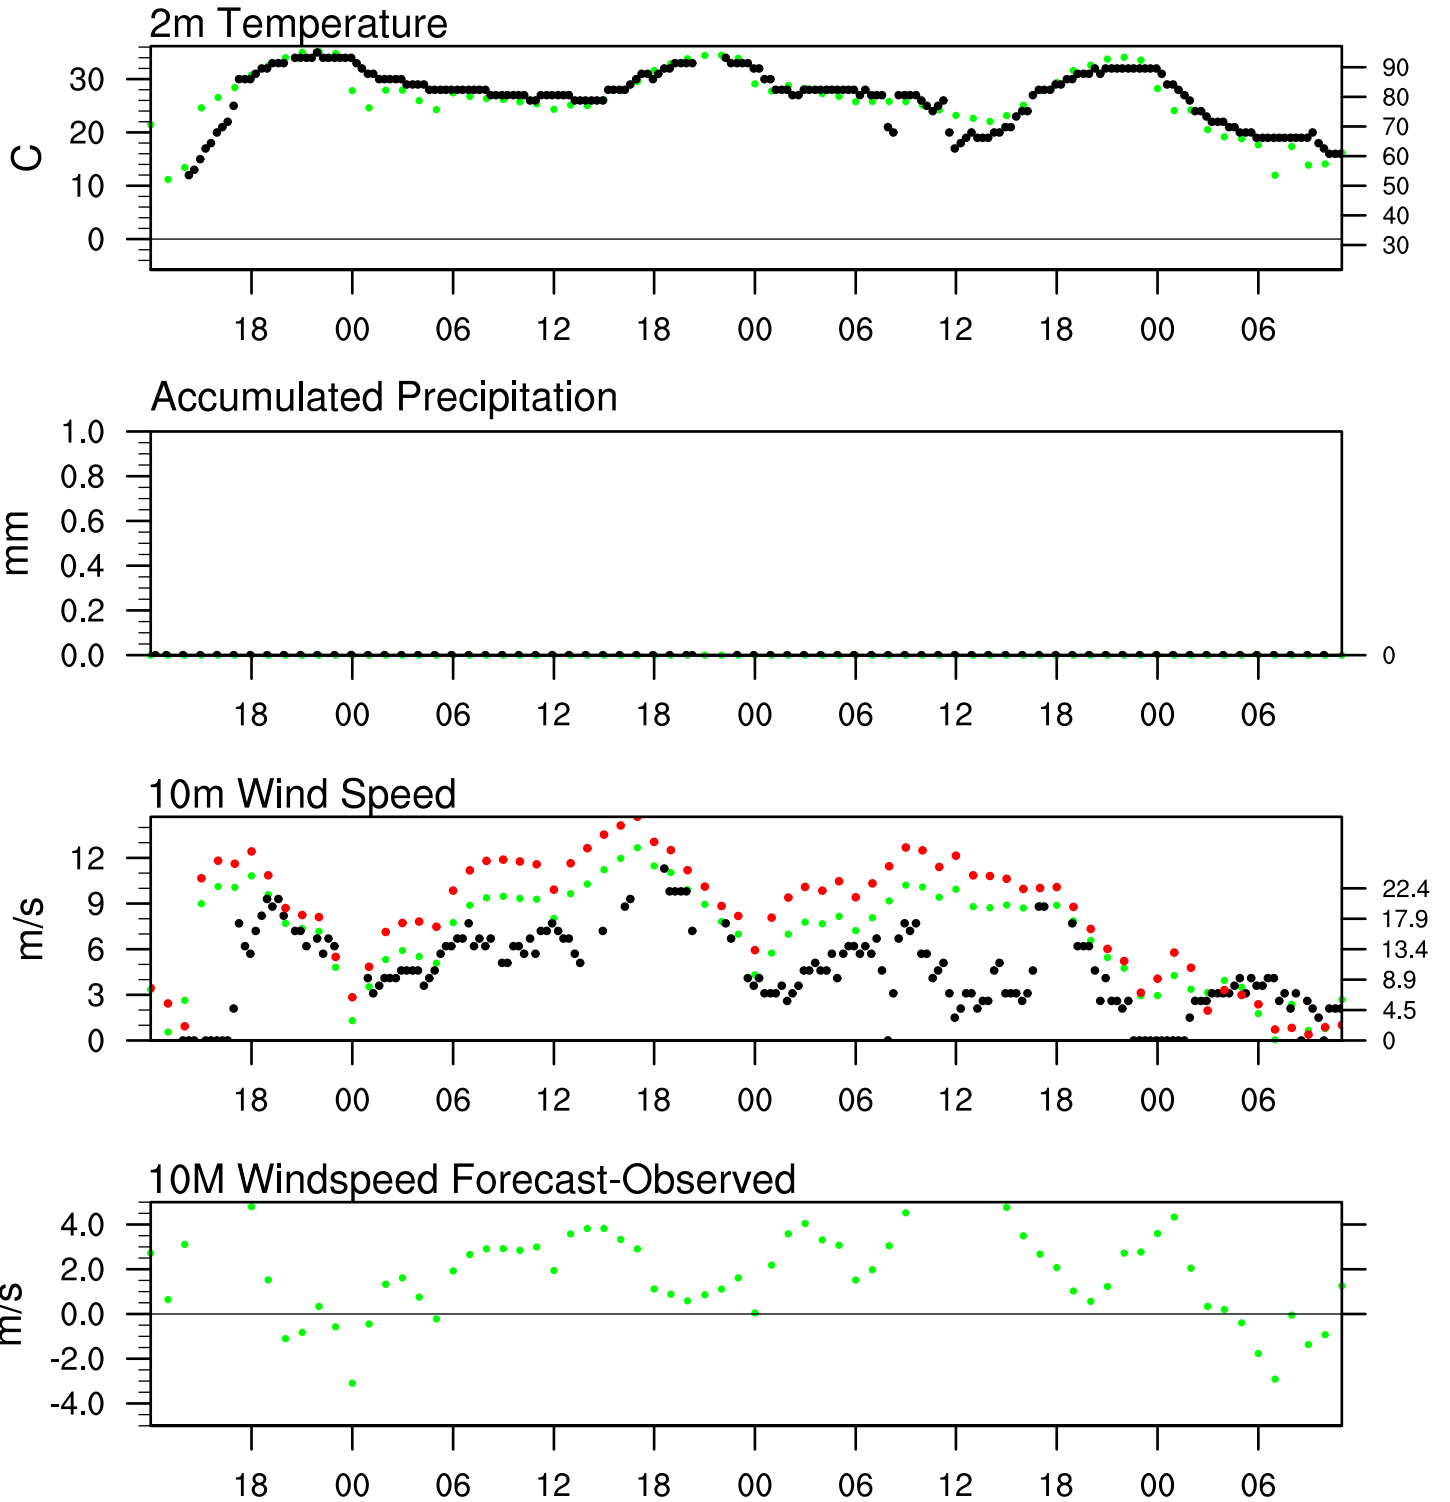 2m Temperature
30
20
10
0
C
90
80
70
60
50
40
30
18 00 06 12 18 00 06 12 18 00 06
Accumulated Precipitation
1.0
0.8
0.6
0.4
0.2
0.0
mm
0
18 00 06 12 18 00 06 12 18 00 06
10m Wind Speed
12
9
6
3
0
m/s
22.4
17.9
13.4
8.9
4.5
0
18 00 06 12 18 00 06 12 18 00 06
10M Windspeed Forecast-Observed
4.0
2.0
0.0
-2.0
-4.0
m/s
18 00 06 12 18 00 06 12 18 00 06